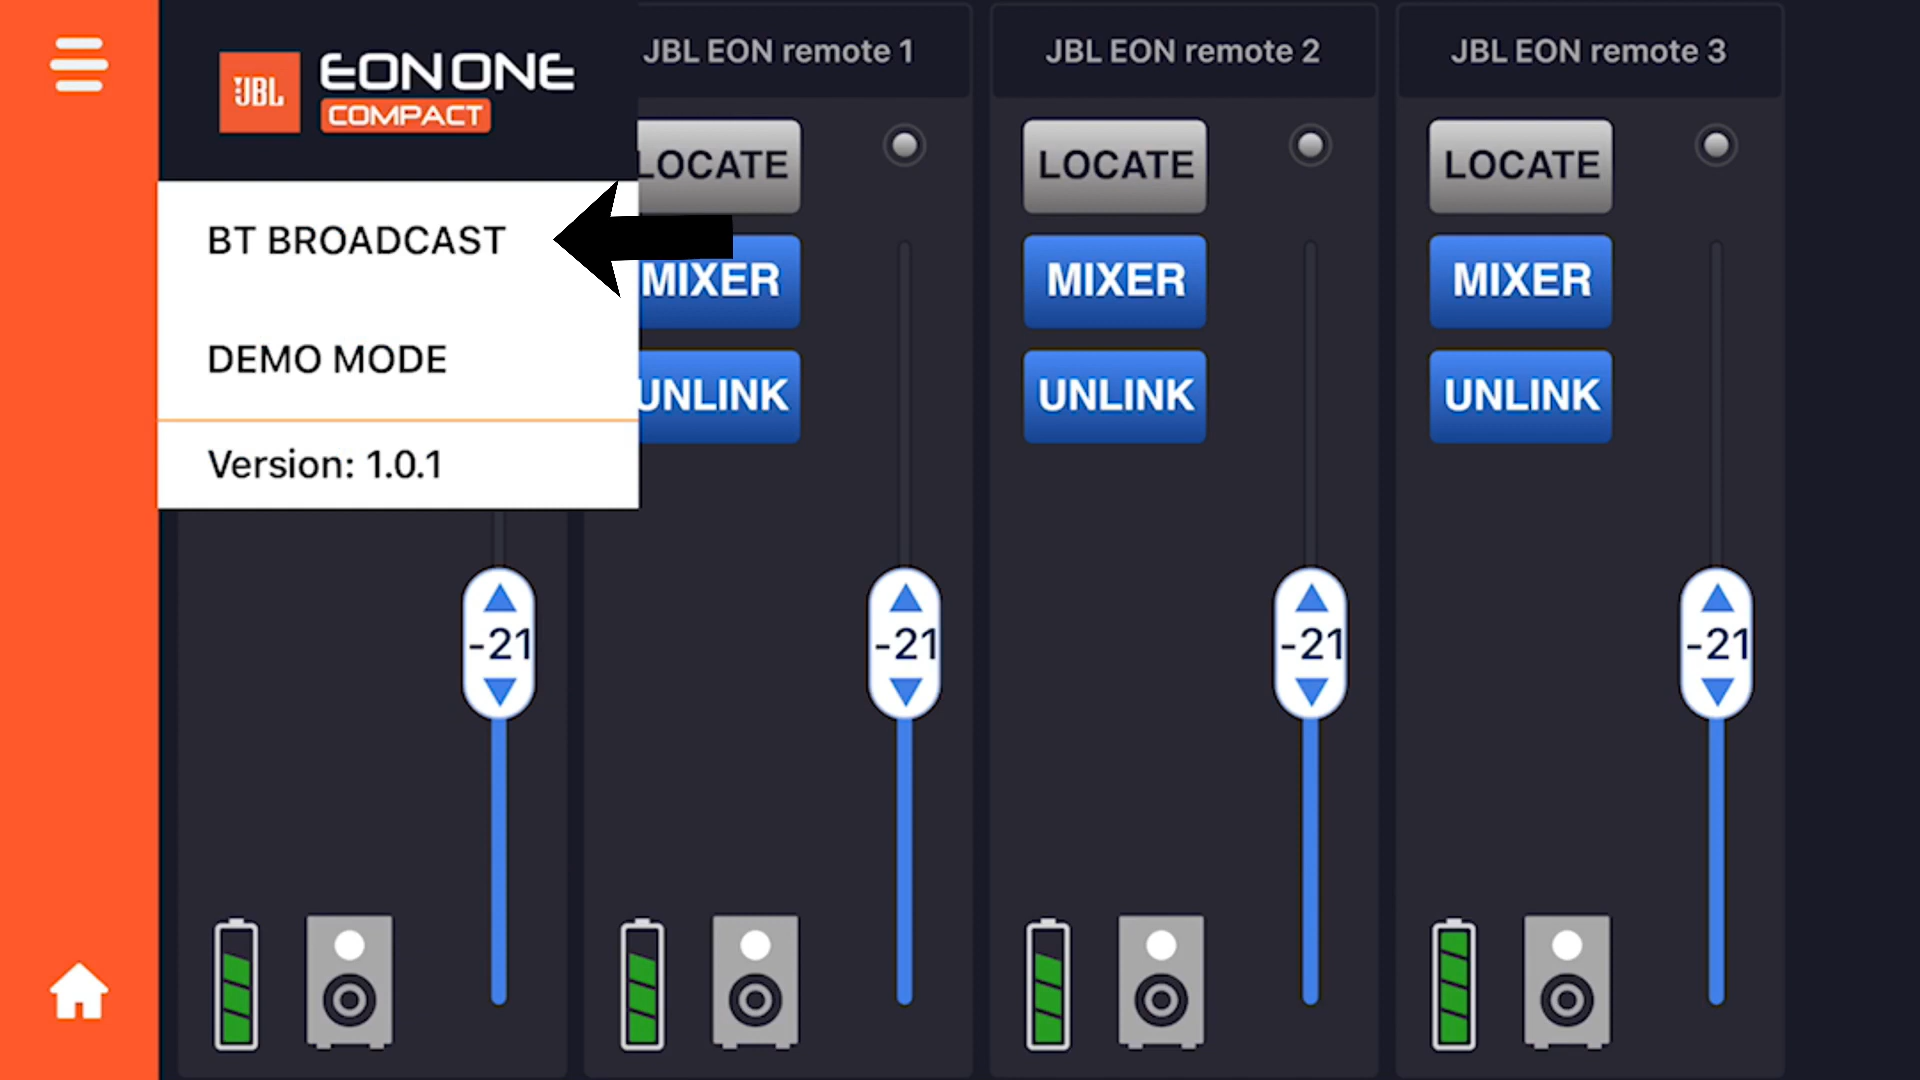 JBL EON ONE
COMPACT
JBL EON remote 1
JBL EON remote 2
JBL EON remote 3
BT BROADCAST
DEMO MODE
Version: 1.0.1
LOCATE
LOCATE
LOCATE
MIXER
MIXER
MIXER
UNLINK
UNLINK
UNLINK
-21
-21
-21
-21